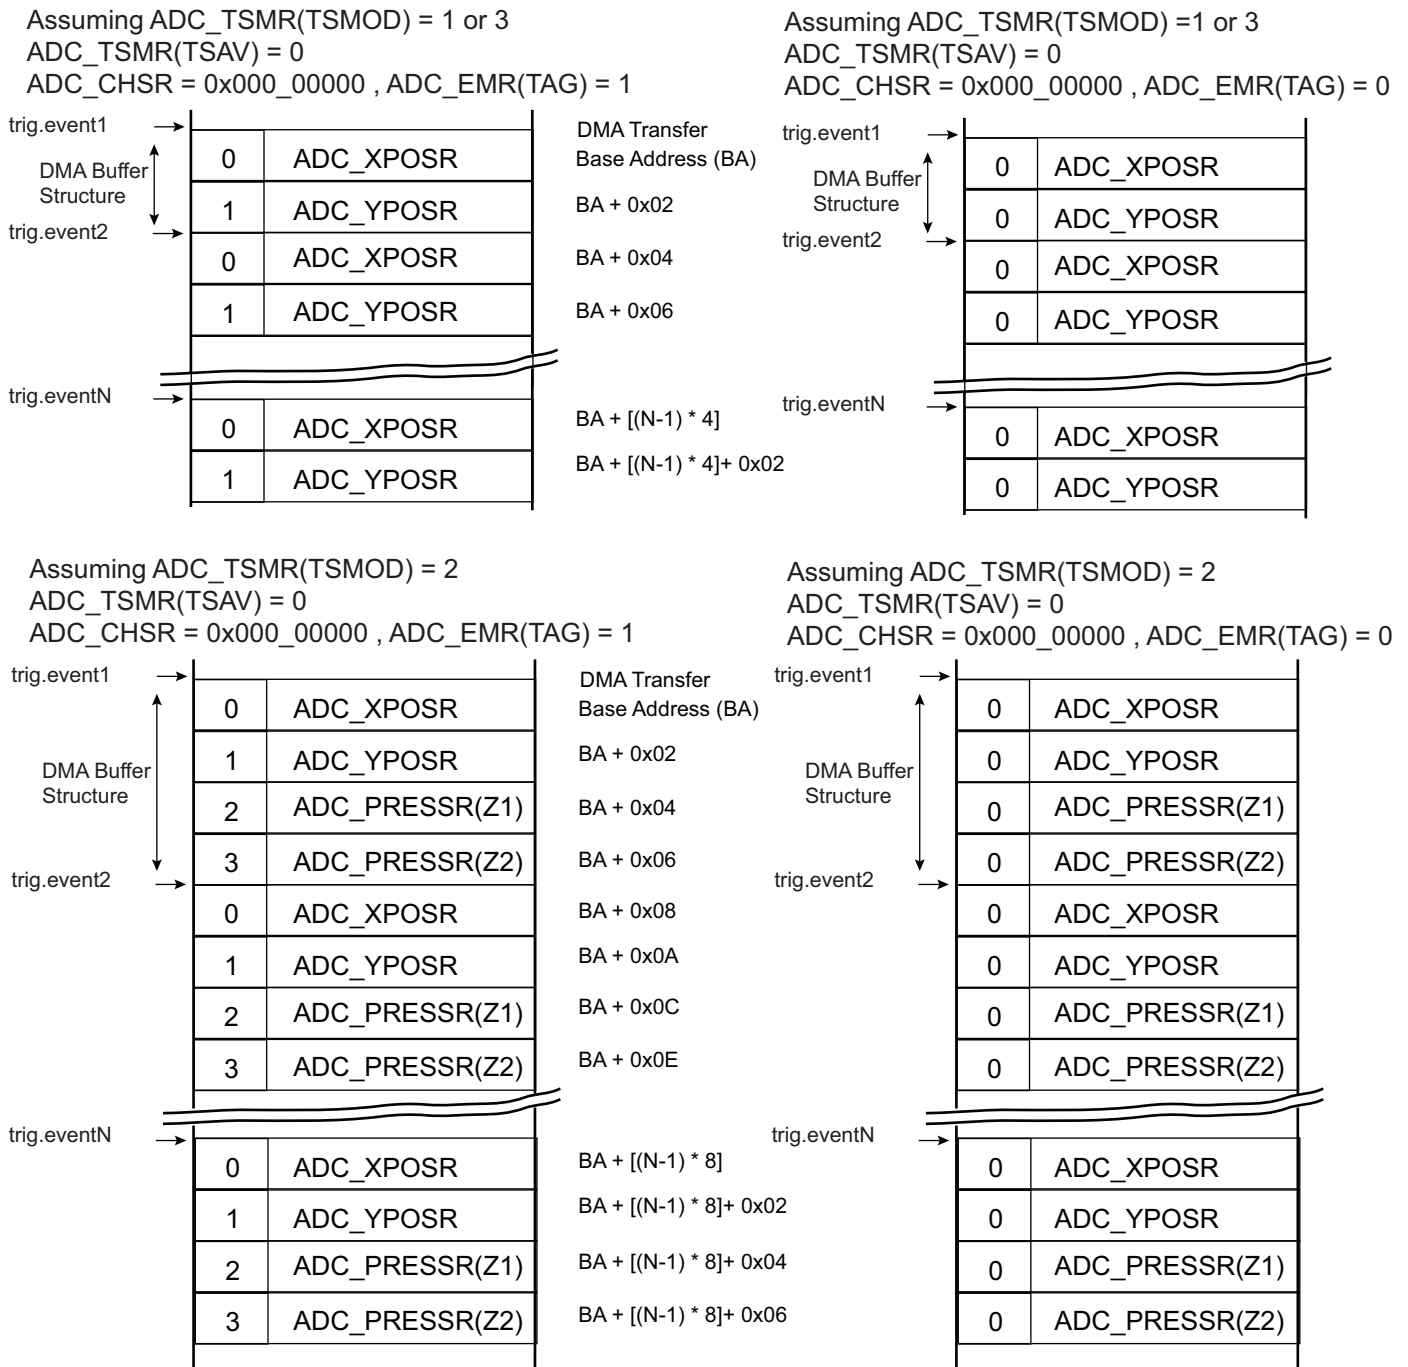 Assuming ADC_TSMR(TSMOD) = 1 or 3
ADC_TSMR(TSAV) = 0
ADC_CHSR = 0x000_00000 , ADC_EMR(TAG) = 1
trig.event1
DMA Buffer
Structure
trig.event2
trig.eventN
0 ADC_XPOSR
1 ADC_YPOSR
0 ADC_XPOSR
1 ADC_YPOSR
0 ADC_XPOSR
1 ADC_YPOSR
DMA Transfer
Base Address (BA)
BA + 0x02
BA + 0x04
BA + 0x06
BA + [(N-1) * 4]
BA + [(N-1) * 4]+ 0x02
Assuming ADC_TSMR(TSMOD) =1 or 3
ADC_TSMR(TSAV) = 0
ADC_CHSR = 0x000_00000 , ADC_EMR(TAG) = 0
trig.event1
DMA Buffer
Structure
trig.event2
trig.eventN
0 ADC_XPOSR
0 ADC_YPOSR
0 ADC_XPOSR
0 ADC_YPOSR
0 ADC_XPOSR
0 ADC_YPOSR
Assuming ADC_TSMR(TSMOD) = 2
ADC_TSMR(TSAV) = 0
ADC_CHSR = 0x000_00000 , ADC_EMR(TAG) = 1
trig.event1
DMA Buffer
Structure
trig.event2
trig.eventN
0 ADC_XPOSR
1 ADC_YPOSR
2 ADC_PRESSR(Z1)
3 ADC_PRESSR(Z2)
0 ADC_XPOSR
1 ADC_YPOSR
2 ADC_PRESSR(Z1)
3 ADC_PRESSR(Z2)
0 ADC_XPOSR
1 ADC_YPOSR
2 ADC_PRESSR(Z1)
3 ADC_PRESSR(Z2)
DMA Transfer
Base Address (BA)
BA + 0x02
BA + 0x04
BA + 0x06
BA + 0x08
BA + 0x0A
BA + 0x0C
BA + 0x0E
BA + [(N-1) * 8]
BA + [(N-1) * 8]+ 0x02
BA + [(N-1) * 8]+ 0x04
BA + [(N-1) * 8]+ 0x06
Assuming ADC_TSMR(TSMOD) = 2
ADC_TSMR(TSAV) = 0
ADC_CHSR = 0x000_00000 , ADC_EMR(TAG) = 0
trig.event1
DMA Buffer
Structure
trig.event2
trig.eventN
0 ADC_XPOSR
0 ADC_YPOSR
0 ADC_PRESSR(Z1)
0 ADC_PRESSR(Z2)
0 ADC_XPOSR
0 ADC_YPOSR
0 ADC_PRESSR(Z1)
0 ADC_PRESSR(Z2)
0 ADC_XPOSR
0 ADC_YPOSR
0 ADC_PRESSR(Z1)
0 ADC_PRESSR(Z2)